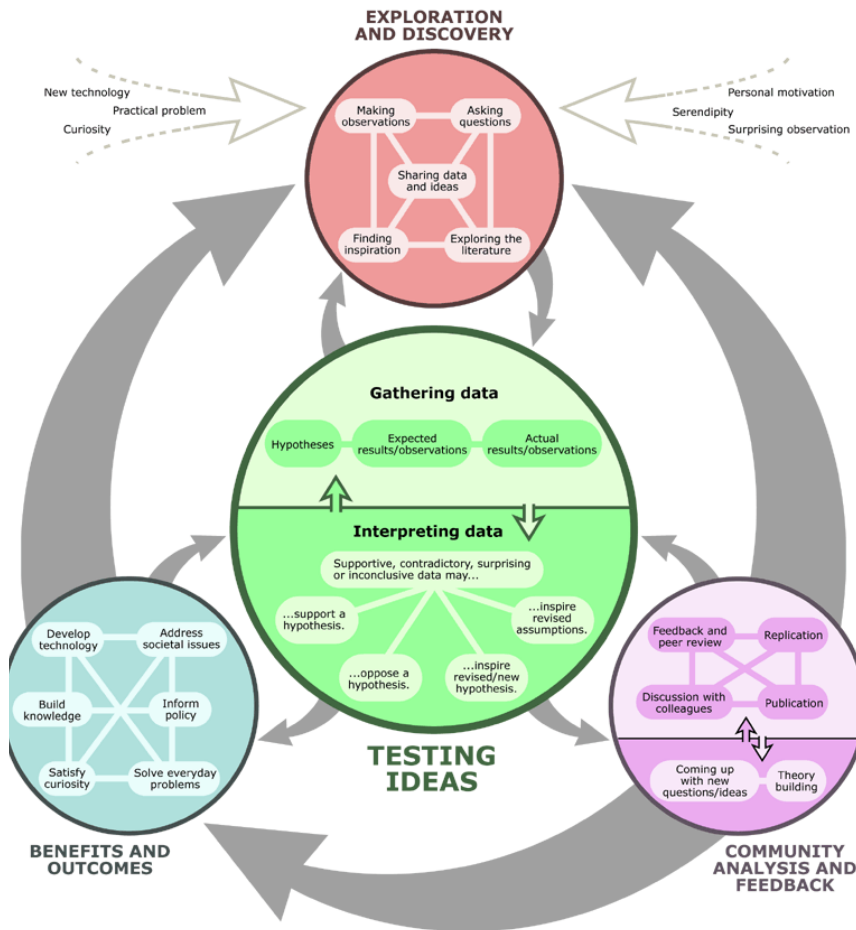 EXPLORATION
AND DISCOVERY
New technology
Practical problem
Curiosity
Personal motivation
Serendipity
Surprising observation
Making
observations
Asking
questions
Sharing data
and ideas
Finding
inspiration
Exploring the
literature
Gathering data
Hypotheses
Expected
results/observations
Actual
results/observations
Interpreting data
Supportive, contradictory, surprising
or inconclusive data may...
...support a
hypothesis.
...oppose a
hypothesis.
...inspire
revised/new
hypothesis.
...inspire
revised
assumptions.
TESTING
IDEAS
Develop
technology
Address
societal issues
Build
knowledge
Inform
policy
Satisfy
curiosity
Solve everyday
problems
BENEFITS AND
OUTCOMES
Feedback and
peer review
Replication
Discussion with
colleagues
Publication
Coming up
with new
questions/ideas
Theory
building
COMMUNITY
ANALYSIS AND
FEEDBACK